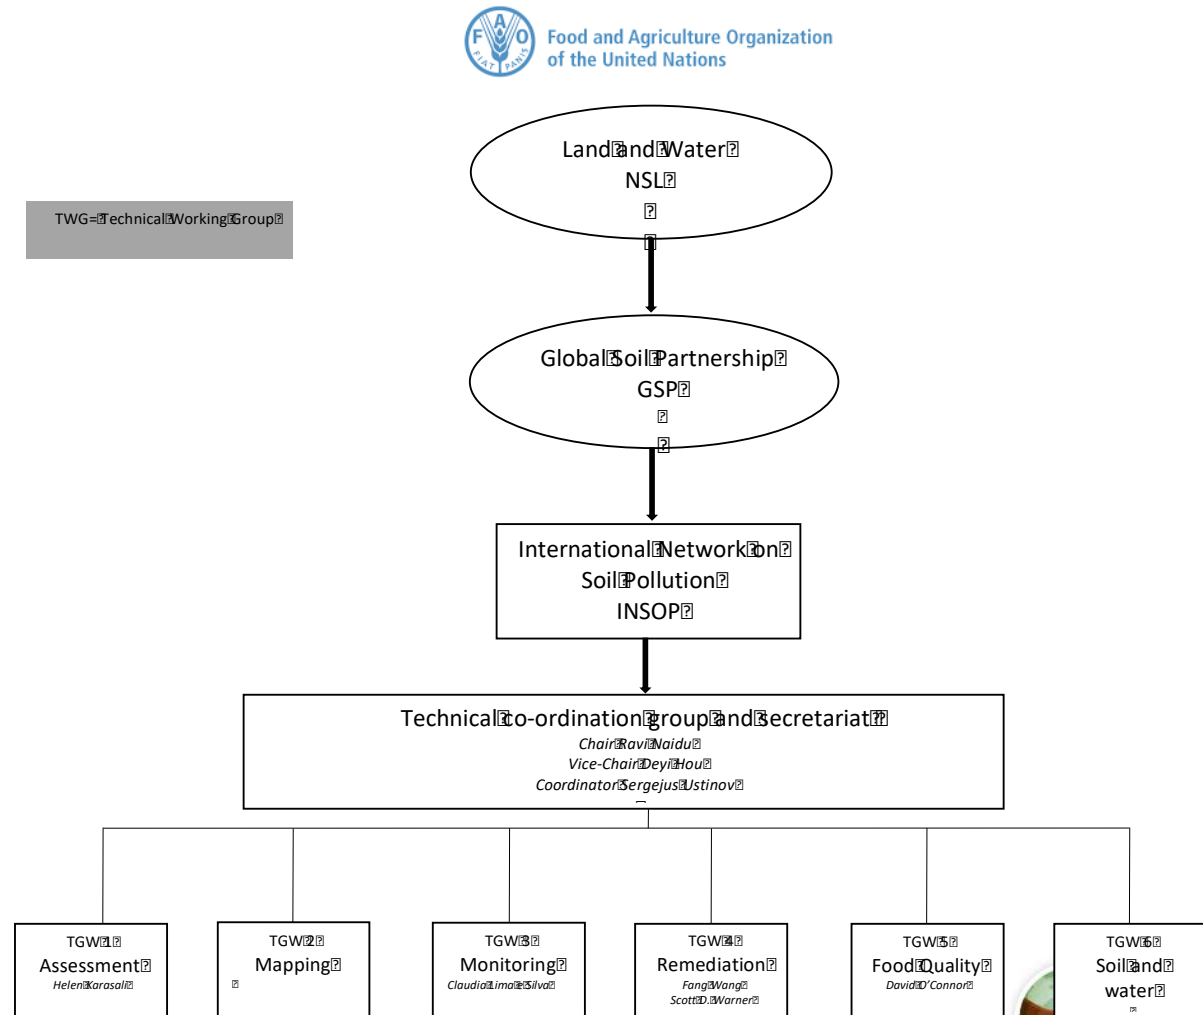 FAO
FIAT PANIS
Food and Agriculture Organization
of the United Nations
Land and Water
NSL
TWG= Technical Working Group
Global Soil Partnership
GSP
International Network on
Soil Pollution
INSOP
Technical co-ordination group and secretariat
Chair Ravi Naidu
Vice-Chair Deyi Hou
Coordinator Sergejus Ustinov
TGW 1
Assessment
Helen Karasali
TGW 2
Mapping
TGW 3
Monitoring
Claudia Lima e Silva
TGW 4
Remediation
Fang Wang
Scott D. Warner
TGW 5
Food Quality
David O'Connor
TGW 6
Soil and
water